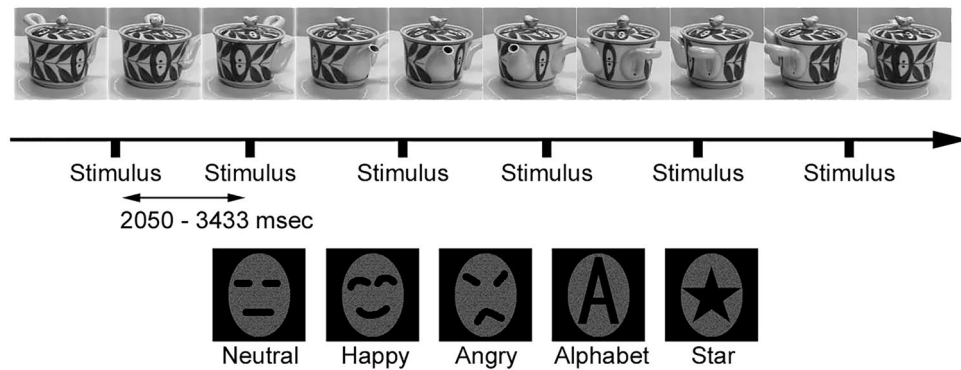 Stimulus Stimulus Stimulus Stimulus Stimulus Stimulus
2050 - 3433 msec
A
Neutral Happy Angry Alphabet Star